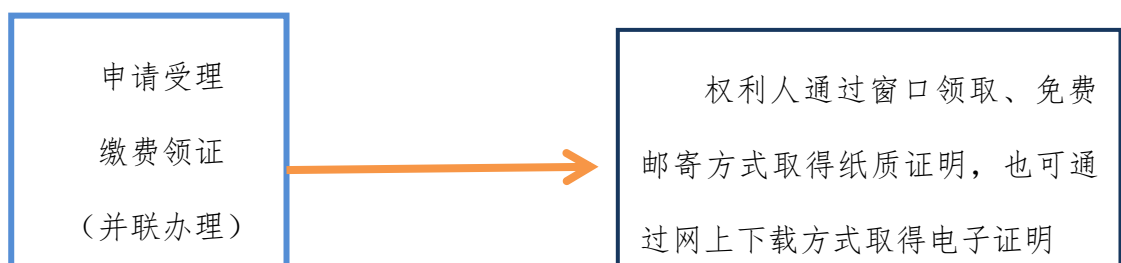 申请受理
缴费领证
（并联办理）
权利人通过窗口领取、免费
邮寄方式取得纸质证明，也可通
过网上下载方式取得电子证明